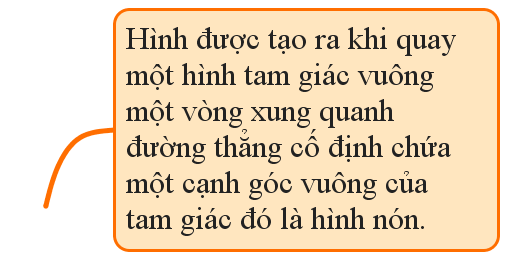 Hình được tạo ra khi quay
một hình tam giác vuông
một vòng xung quanh
đường thẳng cố định chứa
một cạnh góc vuông của
tam giác đó là hình nón.